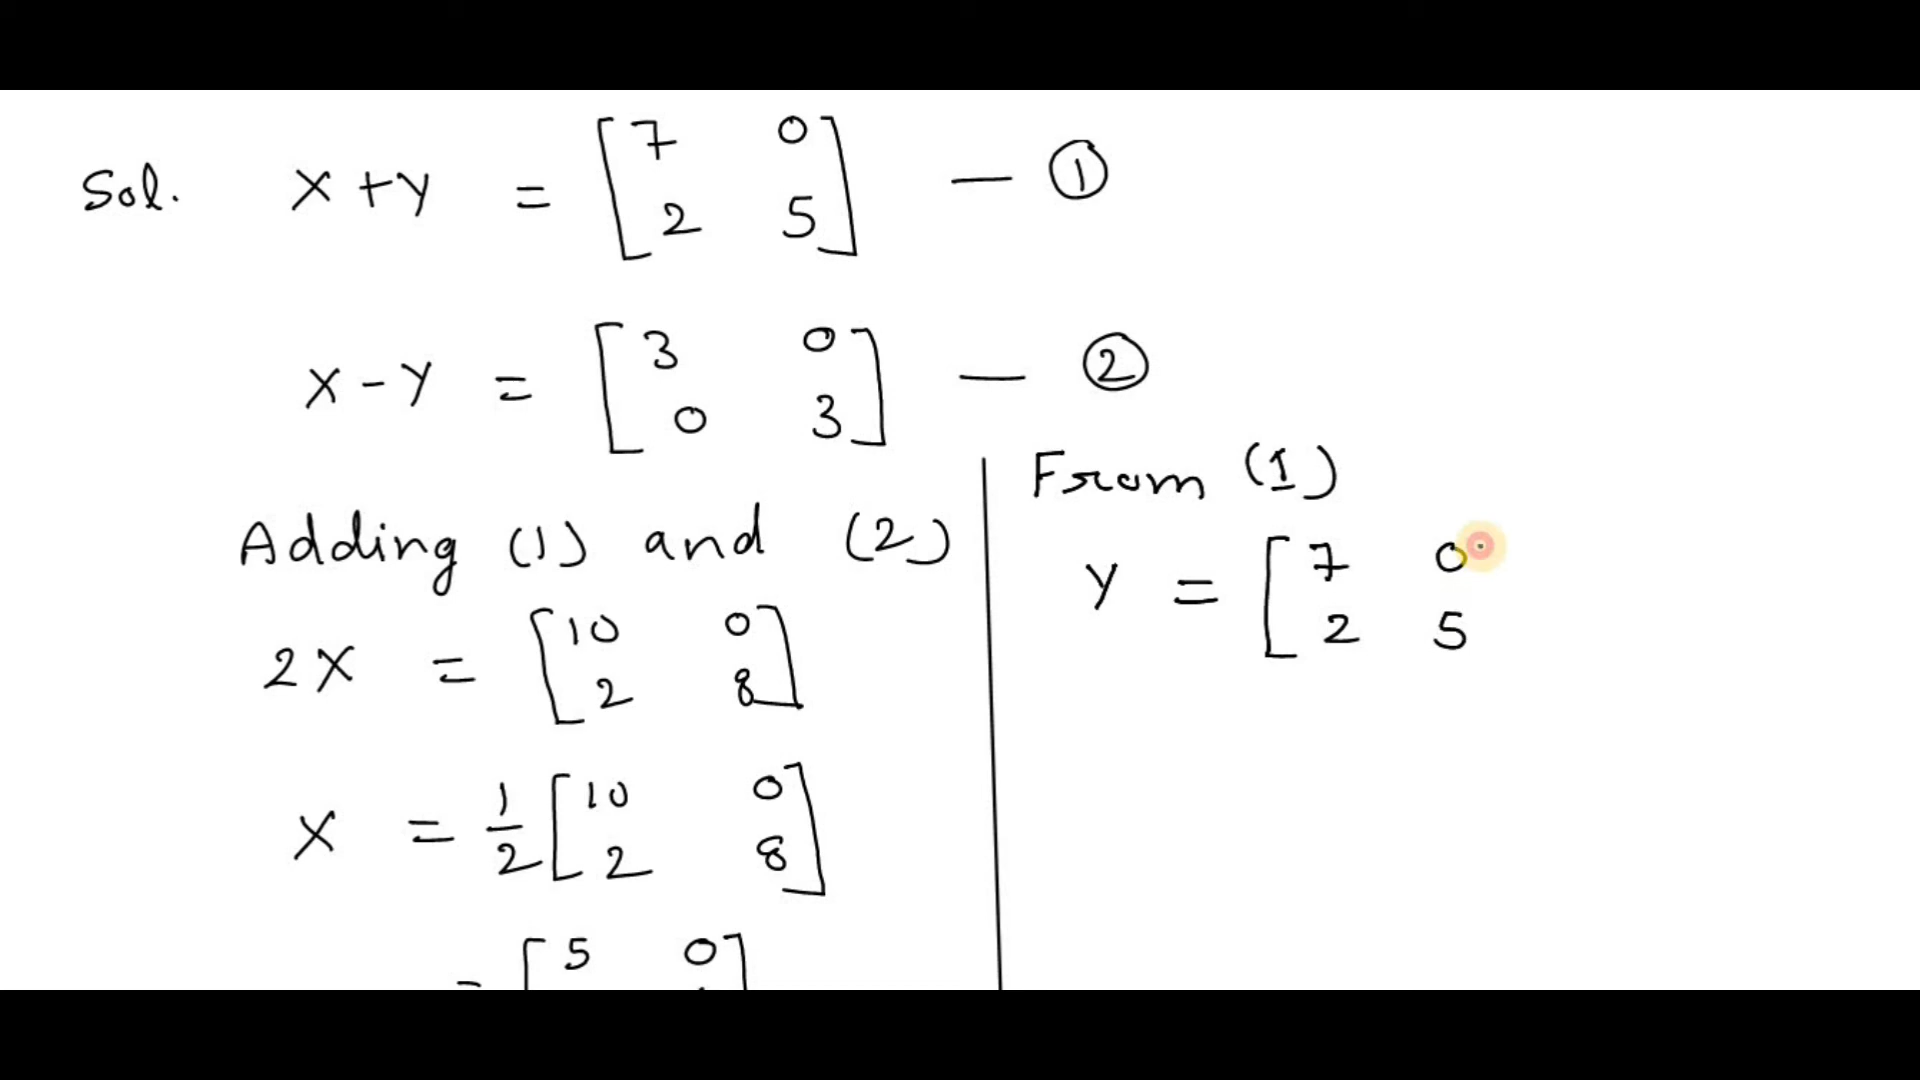 Sol. X + Y = [7 0
2 5] — ①
X - Y = [3 0
0 3] — ②
Adding (1) and (2)
2X = [10 0
2 8]
X = 1/2 [10 0
2 8]
= [5 0]
From (1)
Y = [7 0
2 5